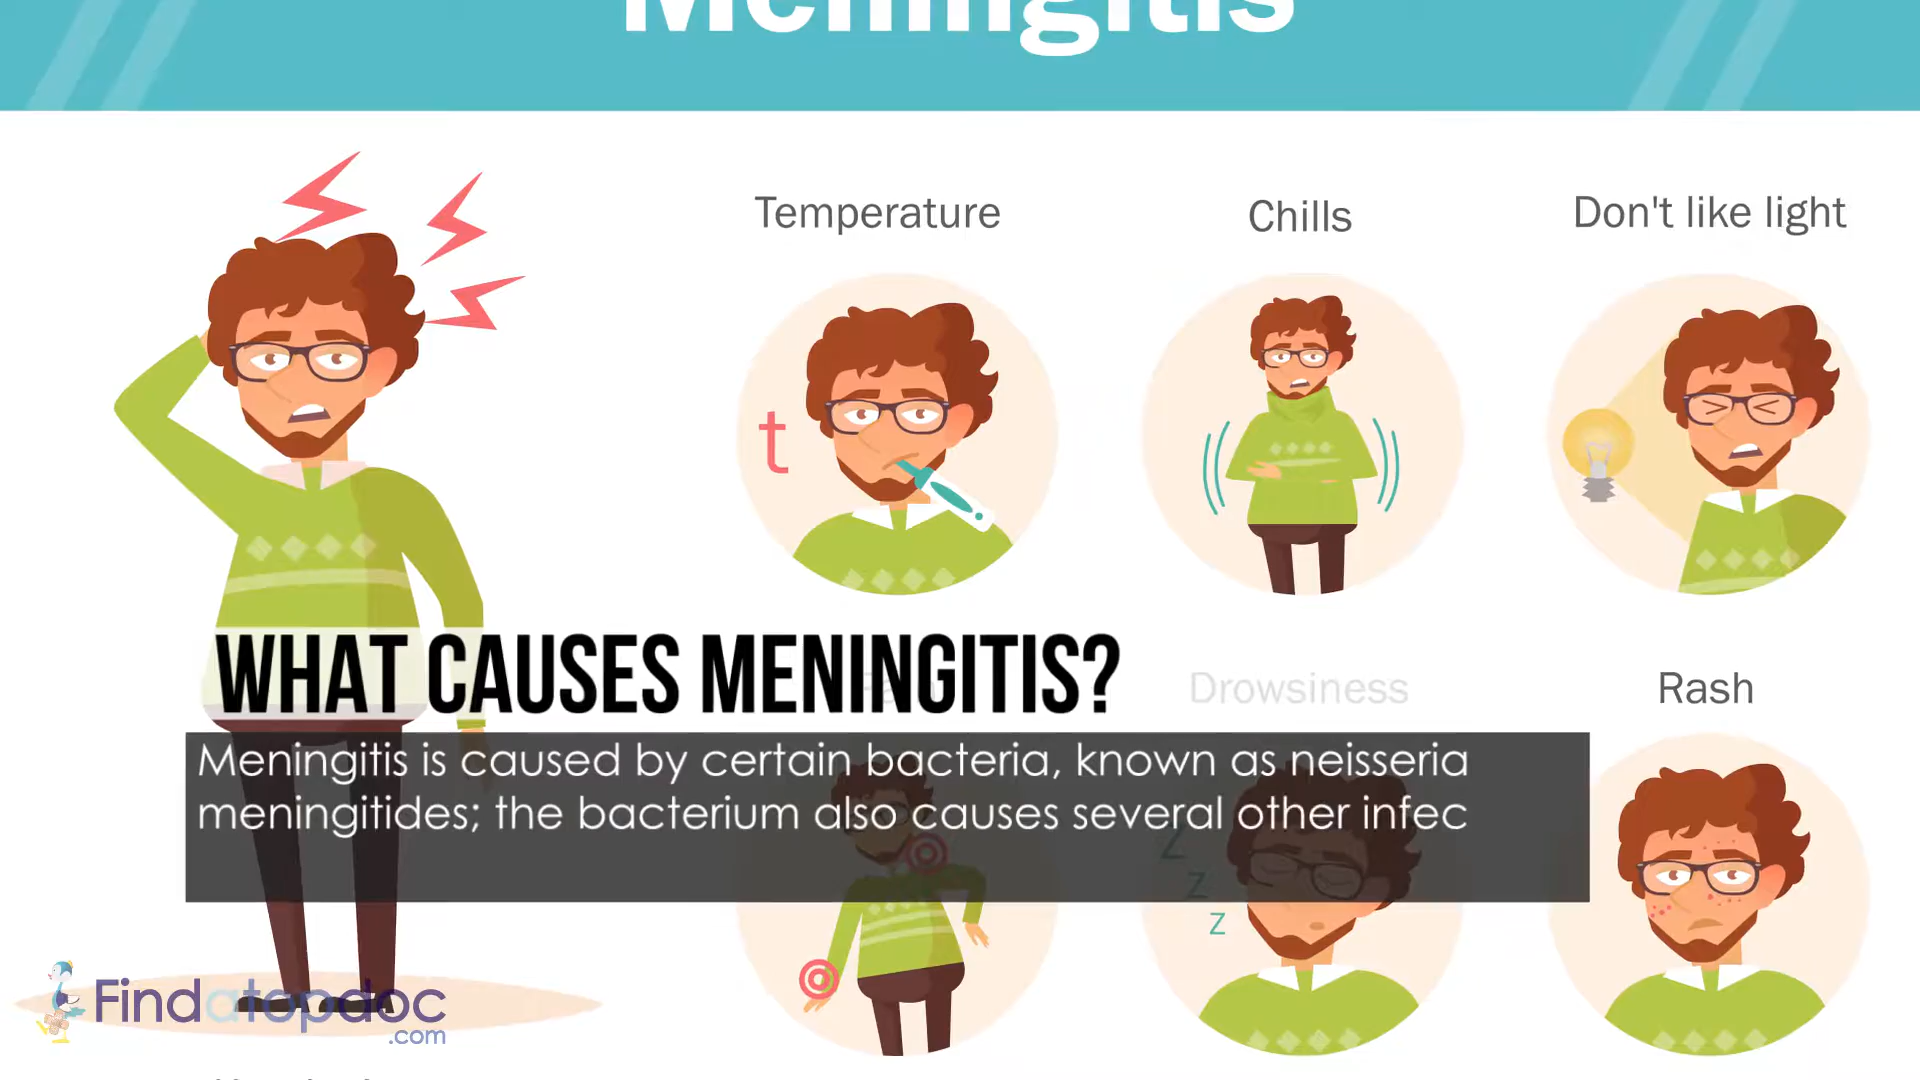 Meningitis
Temperature
Chills
Don't like light
t
WHAT CAUSES MENINGITIS?
Drowsiness
Rash
Meningitis is caused by certain bacteria, known as neisseria
meningitides; the bacterium also causes several other infec
Z
Z
Z
Findatopdoc
.com